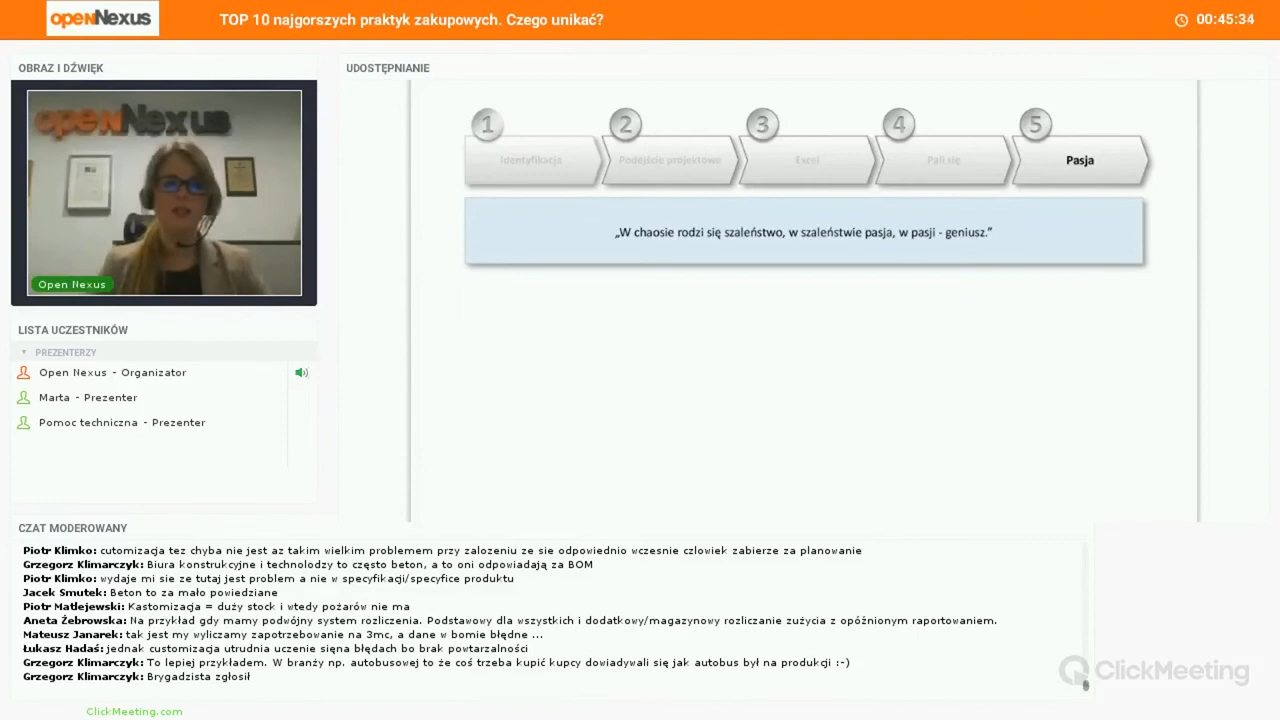 openNexus
TOP 10 najgorszych praktyk zakupowych. Czego unikać?
00:45:34
OBRAZ I DŹWIĘK
UDOSTĘPNIANIE
openNexus
Open Nexus
1
2
3
4
5
Identyfikacja
Podejście projektowe
Excel
Pali się
Pasja
„W chaosie rodzi się szaleństwo, w szaleństwie pasja, w pasji - geniusz.”
LISTA UCZESTNIKÓW
PREZENTERZY
Open Nexus - Organizator
Marta - Prezenter
Pomoc techniczna - Prezenter
CZAT MODEROWANY
Piotr Klimko: cutomizacja tez chyba nie jest az takim wielkim problemem przy zalozeniu ze sie odpowiednio wczesnie czlowiek zabierze za planowanie
Grzegorz Klimarczyk: Biura konstrukcyjne i technolodzy to często beton, a to oni odpowiadają za BOM
Piotr Klimko: wydaje mi sie ze tutaj jest problem a nie w specyfikacji/specyfice produktu
Jacek Smutek: Beton to za mało powiedziane
Piotr Matlejewski: Kastomizacja = duży stock i wtedy pożarów nie ma
Aneta Żebrowska: Na przykład gdy mamy podwójny system rozliczenia. Podstawowy dla wszystkich i dodatkowy/magazynowy rozliczanie zużycia z opóźnionym raportowaniem.
Mateusz Janarek: tak jest my wyliczamy zapotrzebowanie na 3mc, a dane w bomie błędne ...
Łukasz Hadaś: jednak customizacja utrudnia uczenie sięna błędach bo brak powtarzalności
Grzegorz Klimarczyk: To lepiej przykładem. W branży np. autobusowej to że coś trzeba kupić kupcy dowiadywali się jak autobus był na produkcji :-)
Grzegorz Klimarczyk: Brygadzista zgłosił
ClickMeeting
ClickMeeting.com